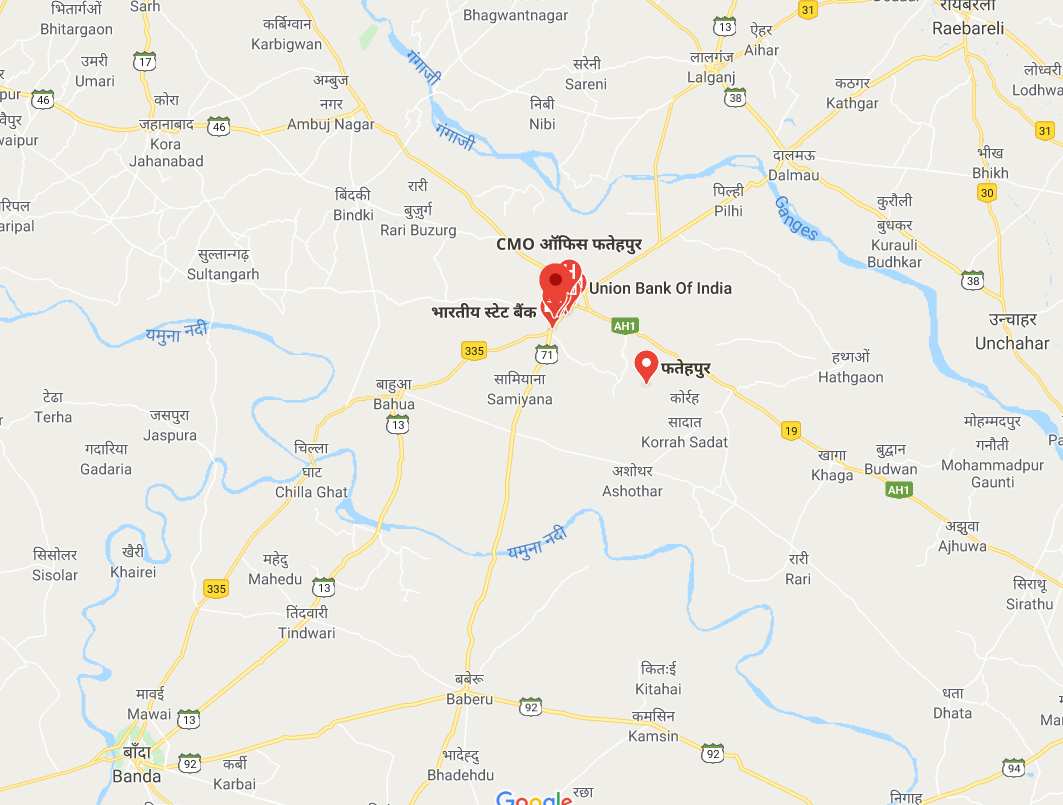 भितार्गओं
Bhitargaon
Sarh
कर्बिग्वान
Karbigwan
Bhagwantnagar
31
13
ऐहर
Aihar
रायबरेली
Raebareli
उमरी
Umari
17
गंगाजी
सरेनी
Sareni
लालगंज
Lalganj
38
कठगर
Kathgar
लोध्वरी
46
कोरा
जहानाबाद
Kora
Jahanabad
46
अम्बुज
नगर
Ambuj Nagar
निबी
Nibi
गंगाजी
31
दालमऊ
Dalmau
भीख
Bhikh
30
बिंदकी
Bindki
रारी
बुज़ुर्ग
Rari Buzurg
पिल्ही
Pilhi
Ganges
कुरौली
बुधकर
Kurauli
Budhkar
CMO ऑफिस फतेहपुर
सुल्तानगढ़
Sultangarh
H
Union Bank Of India
38
भारतीय स्टेट बैंक
यमुना नदी
AH1
उन्चाहर
Unchahar
335
71
फतेहपुर
हथ्गओं
Hathgaon
सामियाना
Samiyana
बाहुआ
Bahua
13
कोर्रह
सादात
Korrah Sadat
टेढा
Terha
जसपुरा
Jaspura
19
मोहम्मदपुर
गनौती
Mohammadpur
Gaunti
गदारिया
Gadaria
चिल्ला
घाट
Chilla Ghat
अशोथर
Ashothar
खागा
Khaga
बुद्वान
Budwan
AH1
यमुना नदी
अझुवा
Ajhuwa
सिसोलर
Sisolar
खैरी
Khairei
महेदु
Mahedu
रारी
Rari
335
13
सिराथू
Sirathu
तिंदवारी
Tindwari
बबेरू
Baberu
कित:ई
Kitahai
मावई
Mawai
13
92
कमसिन
Kamsin
धता
Dhata
बाँदा
Banda
92
कर्बी
Karbai
भादेह्दु
Bhadehdu
92
94
Google
रछा
निगाह